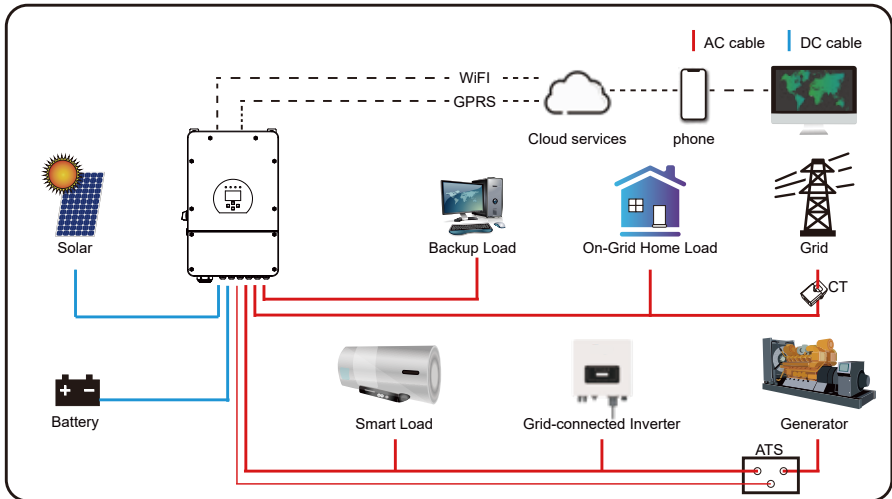 AC cable DC cable
WiFI
GPRS
Cloud services phone
Solar Backup Load On-Grid Home Load Grid
CT
Battery Smart Load Grid-connected Inverter Generator
ATS